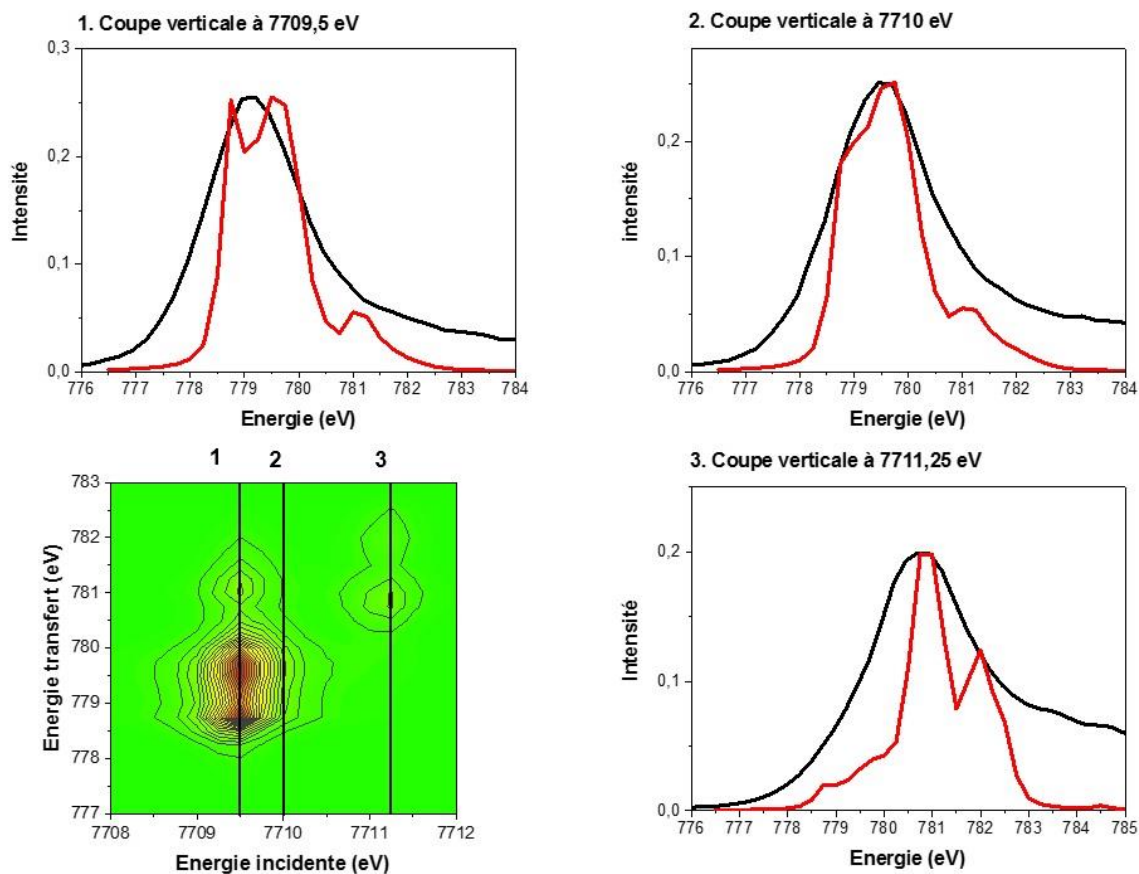 1. Coupe verticale à 7709,5 eV
0,3
0,2
0,1
0,0
Intensité
776 777 778 779 780 781 782 783 784
Energie (eV)
2. Coupe verticale à 7710 eV
0,2
0,1
0,0
intensité
776 777 778 779 780 781 782 783 784
Energie (eV)
1 2 3
783
782
781
780
779
778
777
Energie transfert (eV)
7708 7709 7710 7711 7712
Energie incidente (eV)
3. Coupe verticale à 7711,25 eV
0,2
0,1
0,0
Intensité
776 777 778 779 780 781 782 783 784 785
Energie (eV)